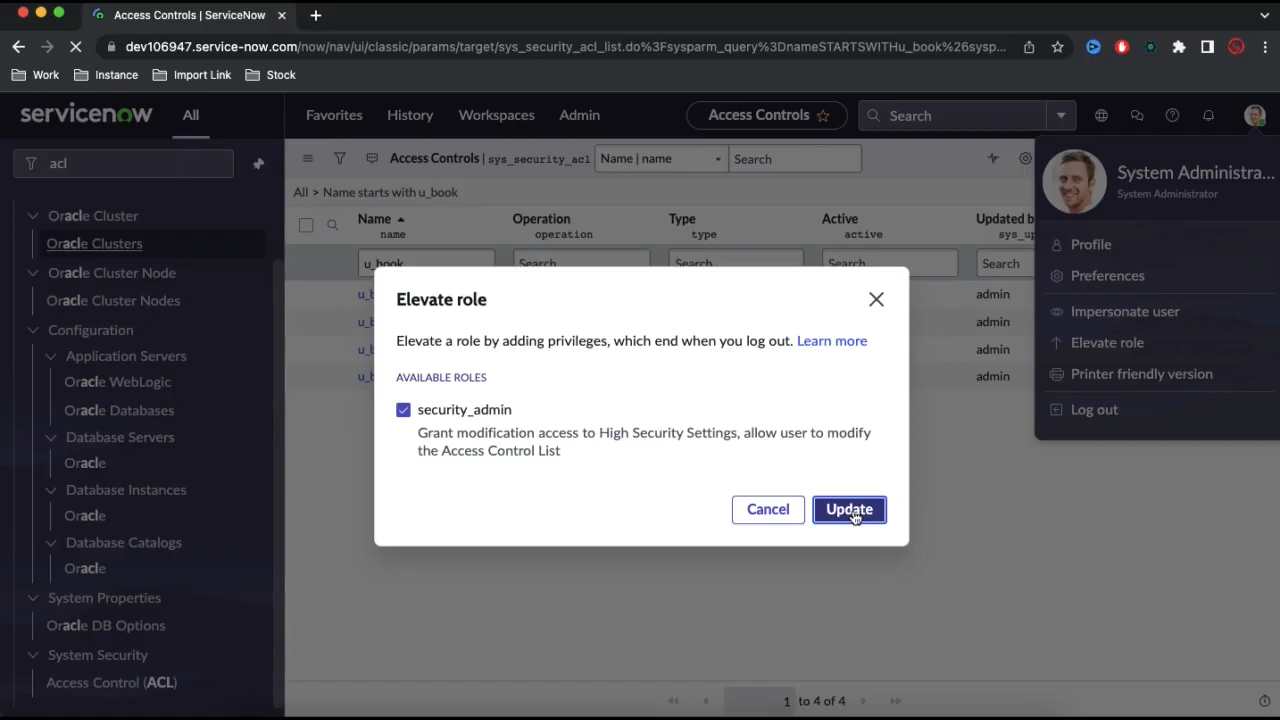 Access Controls | ServiceNow
dev106947.service-now.com/now/nav/ui/classic/params/target/sys_security_acl_list.do%3Fsysparm_query%3DnameSTARTSWITHu_book%26sysp...
Work Instance Import Link Stock
servicenow All Favorites History Workspaces Admin Access Controls Search
acl
Oracle Cluster
Oracle Clusters
Oracle Cluster Node
Oracle Cluster Nodes
Configuration
Application Servers
Oracle WebLogic
Oracle Databases
Database Servers
Oracle
Database Instances
Oracle
Database Catalogs
Oracle
System Properties
Oracle DB Options
System Security
Access Control (ACL)
Access Controls | sys_security_acl Name | name Search
All > Name starts with u_book
Name Operation Type Active Updated b
name operation type active sys_up
u_book Search Search Search Search
u_b admin
u_b admin
u_b admin
u_b admin
Elevate role
Elevate a role by adding privileges, which end when you log out. Learn more
AVAILABLE ROLES
security_admin
Grant modification access to High Security Settings, allow user to modify
the Access Control List
Cancel Update
System Administra...
System Administrator
Profile
Preferences
Impersonate user
Elevate role
Printer friendly version
Log out
1 to 4 of 4